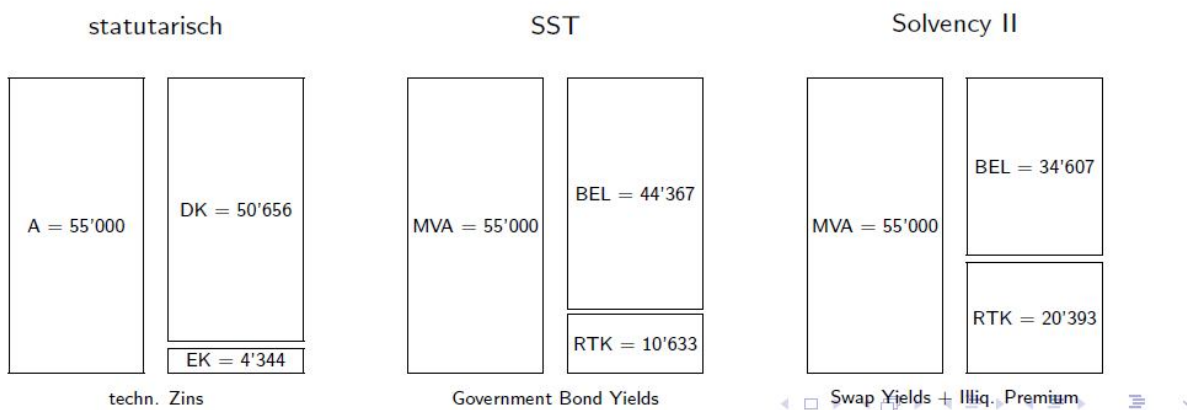 statutarisch
A = 55'000
DK = 50'656
EK = 4'344
techn. Zins
SST
MVA = 55'000
BEL = 44'367
RTK = 10'633
Government Bond Yields
Solvency II
MVA = 55'000
BEL = 34'607
RTK = 20'393
Swap Yields + Illiq. Premium